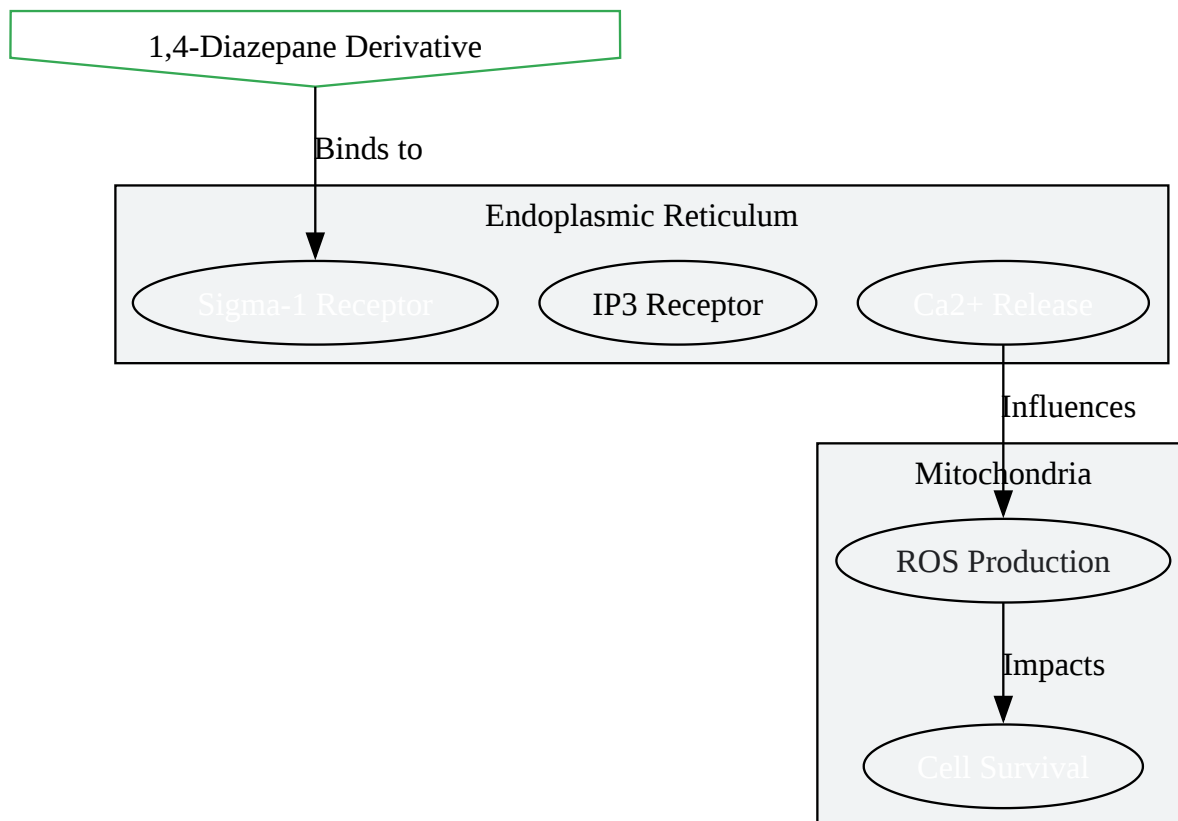 1,4-Diazepane Derivative
Binds to
Endoplasmic Reticulum
Sigma-1 Receptor
IP3 Receptor
Ca2+ Release
Influences
Mitochondria
ROS Production
Impacts
Cell Survival